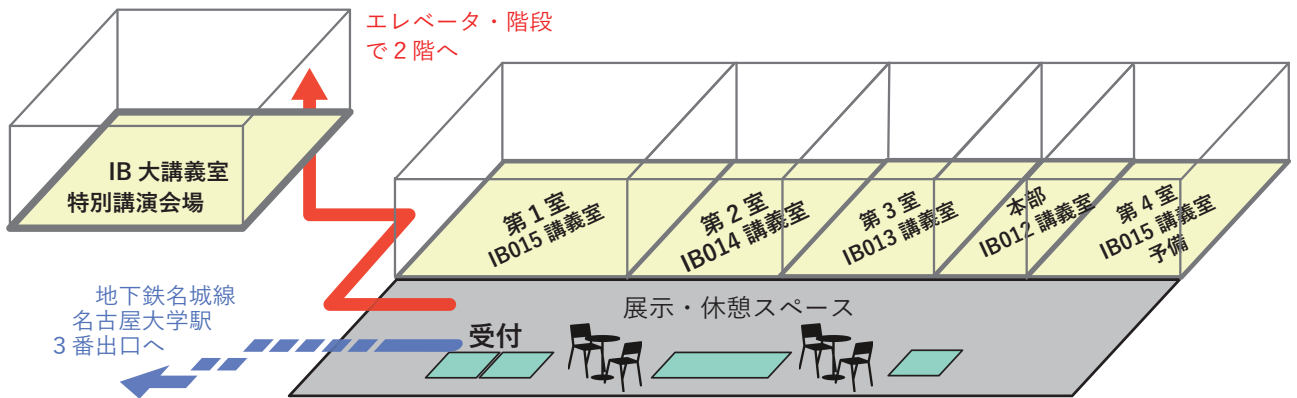 エレベータ・階段
で2階へ
IB 大講義室
特別講演会場
第1室
IB015 講義室
第2室
IB014 講義室
第3室
IB013 講義室
本部
IB012 講義室
第4室
IB015 講義室
予備
地下鉄名城線
名古屋大学駅
3番出口へ
展示・休憩スペース
受付